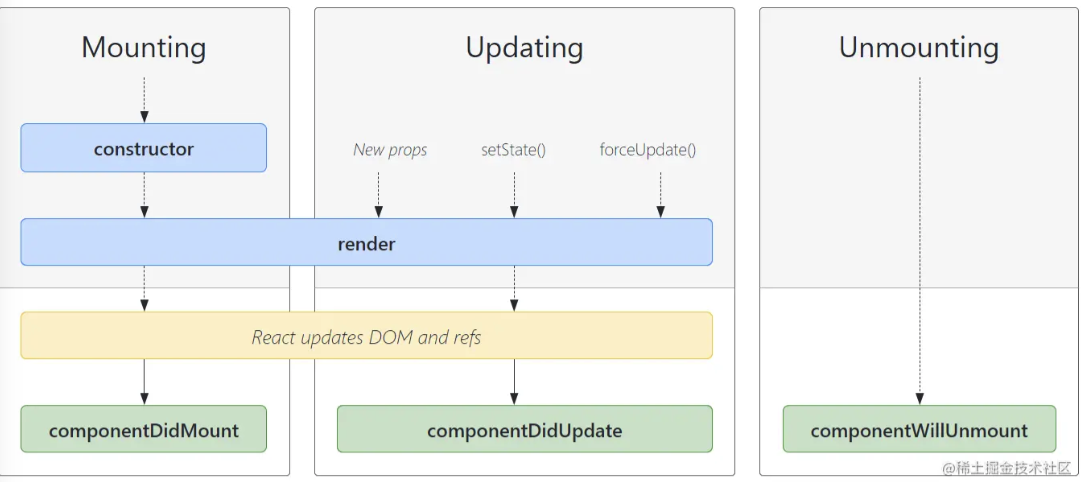 Mounting
Updating
Unmounting
constructor
New props
setState()
forceUpdate()
render
React updates DOM and refs
componentDidMount
componentDidUpdate
componentWillUnmount
@稀土掘金技术社区